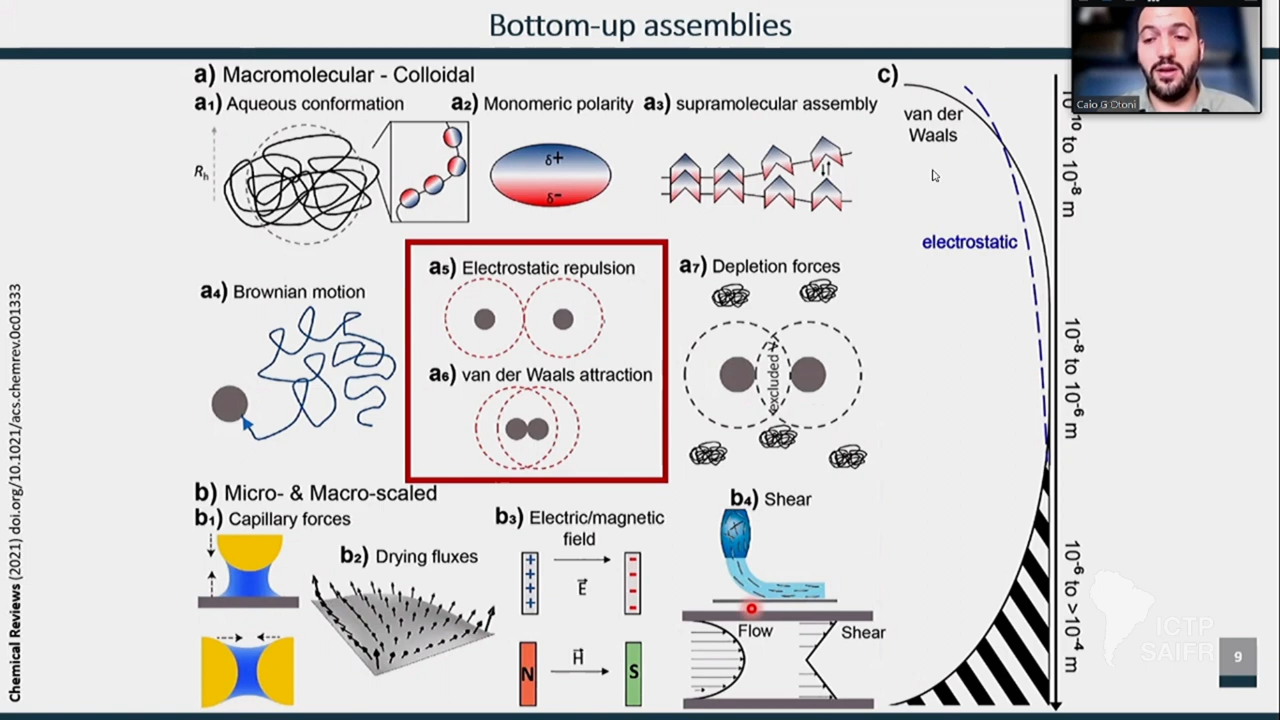 Bottom-up assemblies
Caio G Otoni
a) Macromolecular - Colloidal
a1) Aqueous conformation
Rh
a2) Monomeric polarity
δ+
δ-
a3) supramolecular assembly
a4) Brownian motion
a5) Electrostatic repulsion
a6) van der Waals attraction
a7) Depletion forces
excluded
b) Micro- & Macro-scaled
b1) Capillary forces
b2) Drying fluxes
b3) Electric/magnetic
field
+
+
+
+
E
-
-
-
-
N
H
S
b4) Shear
Flow
Shear
c)
van der
Waals
electrostatic
to 10-8 m
10-8 to 10-6 m
10-6 to >10-4 m
Chemical Reviews (2021) doi.org/10.1021/acs.chemrev.0c01333
ICTP
SAIFR
9